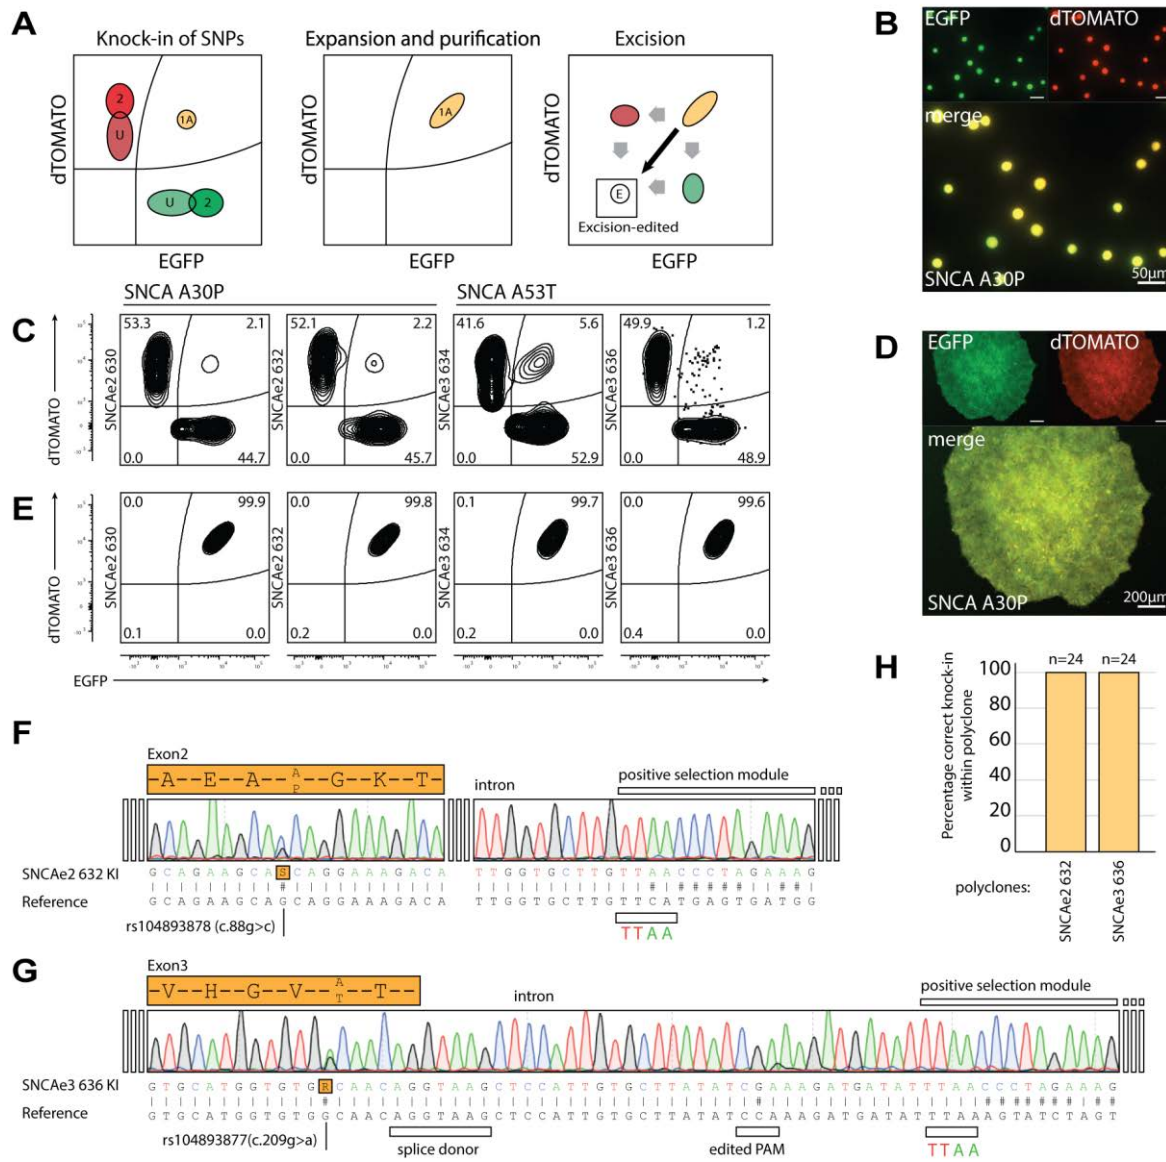 A
Knock-in of SNPs
Expansion and purification
Excision
dTOMATO
2
U
1A
U
2
EGFP
dTOMATO
1A
EGFP
dTOMATO
E
Excision-edited
EGFP
B
EGFP
dTOMATO
merge
SNCA A30P
50µm
SNCA A30P
SNCA A53T
C
dTOMATO
SNCAe2 630
53.3
2.1
0.0
44.7
SNCAe2 632
52.1
2.2
0.0
45.7
SNCAe3 634
41.6
5.6
0.0
52.9
SNCAe3 636
49.9
1.2
0.0
48.9
D
EGFP
dTOMATO
merge
SNCA A30P
200µm
E
dTOMATO
SNCAe2 630
0.0
99.9
0.1
0.0
SNCAe2 632
0.0
99.8
0.2
0.0
SNCAe3 634
0.1
99.7
0.2
0.0
SNCAe3 636
0.0
99.6
0.4
0.0
EGFP
H
n=24
n=24
Percentage correct knock-in
within polyclone
100
80
60
40
20
0
polyclones:
SNCAe2 632
SNCAe3 636
F
Exon2
-A--E--A--A/P--G--K--T-
intron
positive selection module
SNCAe2 632 KI
GCAGAAGCASCAGGAAAGACA
TTGGTGCTTGTTAACCCTAGAAAG
# # # # # # # #
Reference
GCAGAAGCAGCAGGAAAGACA
TTGGTGCTTGTTCATGAGTGATGG
rs104893878 (c.88g>c)
TTAA
G
Exon3
-V--H--G--V--A/T--T--
intron
positive selection module
SNCAe3 636 KI
GTGCATGGTGTGRCAACAGGTAAGCTCCATTGTGCTTATATCGAAAGATGATATTTAACCCTAGAAAG
Reference
GTGCATGGTGTGGCAACAGGTAAGCTCCATTGTGCTTATATCCAAAGATGATATTTAAAGTATCTAGT
rs104893877(c.209g>a)
splice donor
edited PAM
TTAA